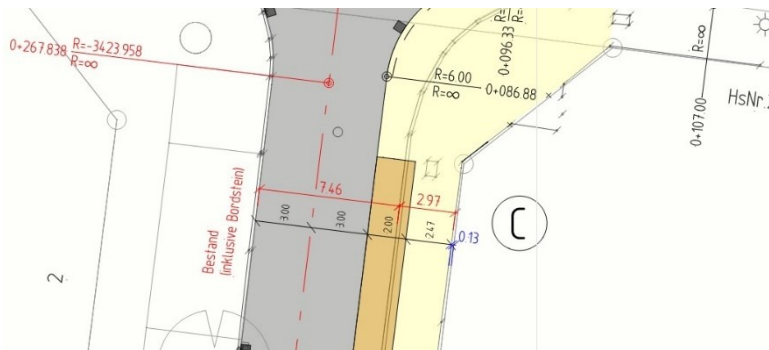 0+267.838
R=-3423.958
R=∞
R=6.00
R=∞
0+086.88
0+096.33
R=∞
0+107.00
HsNr.
7.46
2.97
3.00
3.00
2.00
2.47
0.13
Bestand
(inklusive Bordstein)
C
2